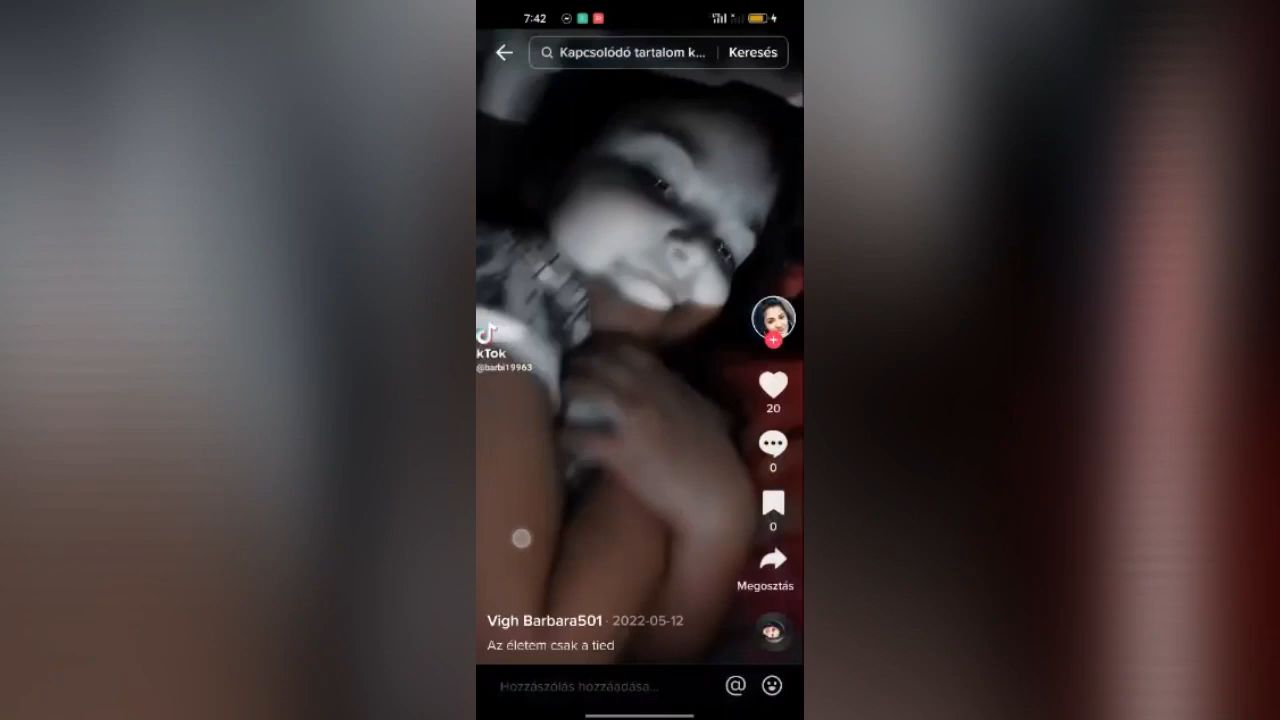 7:42
Kapcsolódó tartalom k... Keresés
kTok
@barbi19963
20
0
0
Megosztás
Vigh Barbara501 · 2022-05-12
Az életem csak a tied
Hozzászólás hozzáadása...